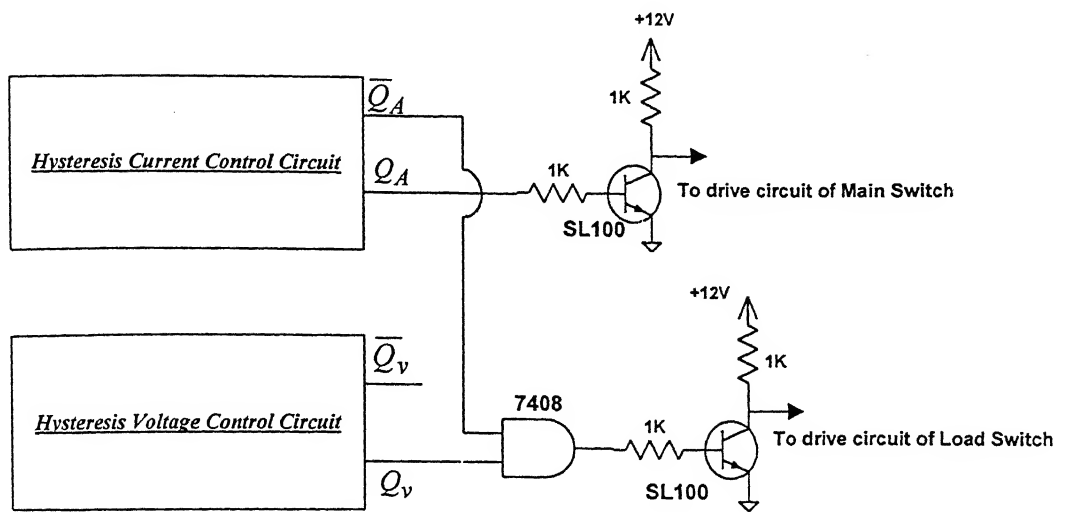 +12V
Q̅A
1K
Hysteresis Current Control Circuit
QA
1K
To drive circuit of Main Switch
SL100
+12V
Q̅v
1K
7408
Hysteresis Voltage Control Circuit
1K
To drive circuit of Load Switch
Qv
SL100